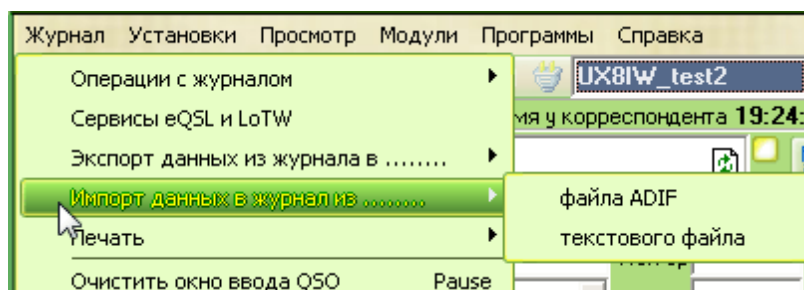 Журнал Установки Просмотр Модули Программы Справка
Операции с журналом
UX8IW_test2
Сервисы eQSL и LoTW
мя у корреспондента 19:24:
Экспорт данных из журнала в ........
Импорт данных в журнал из ........
файла ADIF
Печать
текстового файла
Очистить окно ввода QSO Pause